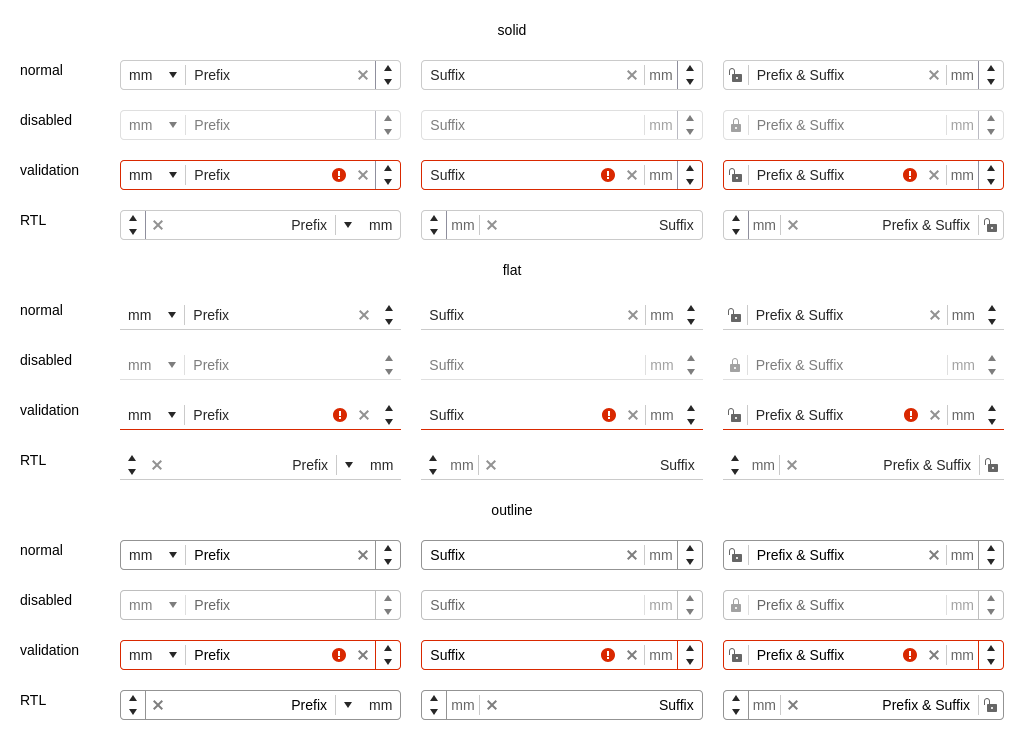 solid
normal mm Prefix Suffix mm Prefix & Suffix mm
disabled mm Prefix Suffix mm Prefix & Suffix mm
validation mm Prefix Suffix mm Prefix & Suffix mm
RTL Prefix mm mm Suffix mm Prefix & Suffix
flat
normal mm Prefix Suffix mm Prefix & Suffix mm
disabled mm Prefix Suffix mm Prefix & Suffix mm
validation mm Prefix Suffix mm Prefix & Suffix mm
RTL Prefix mm mm Suffix mm Prefix & Suffix
outline
normal mm Prefix Suffix mm Prefix & Suffix mm
disabled mm Prefix Suffix mm Prefix & Suffix mm
validation mm Prefix Suffix mm Prefix & Suffix mm
RTL Prefix mm mm Suffix mm Prefix & Suffix